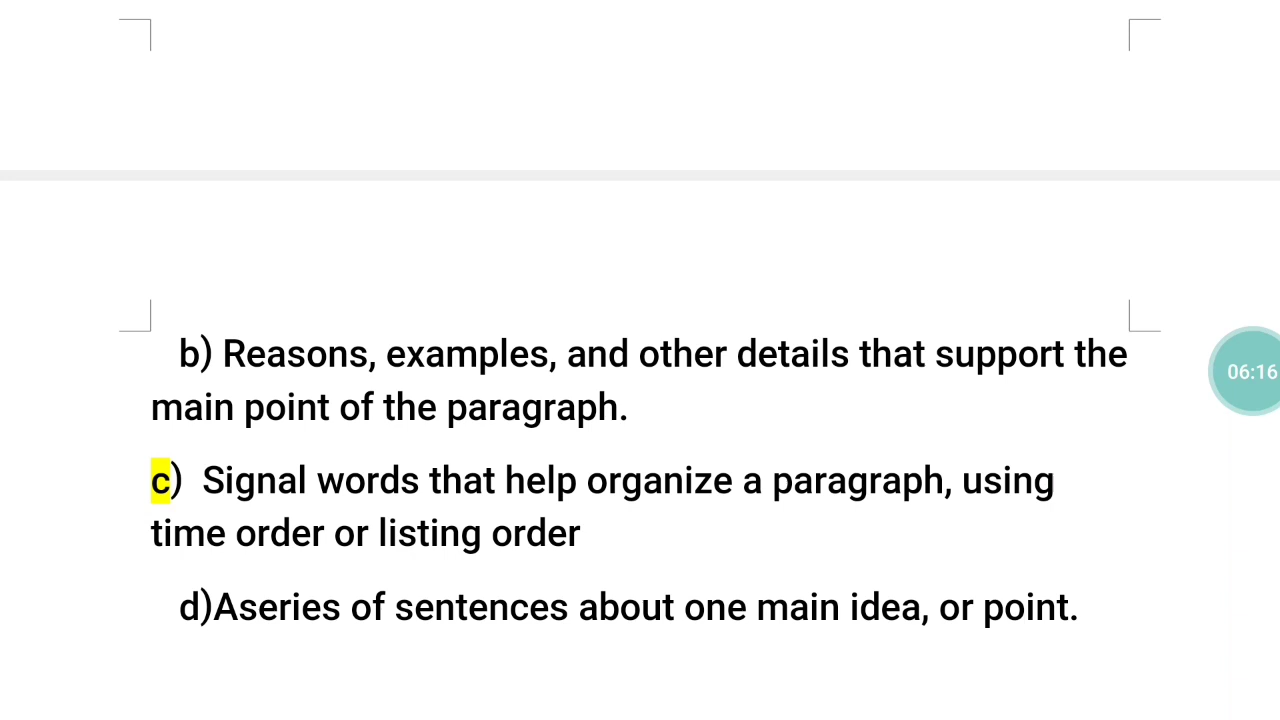 b) Reasons, examples, and other details that support the
main point of the paragraph.
06:16
c) Signal words that help organize a paragraph, using
time order or listing order
d)Aseries of sentences about one main idea, or point.